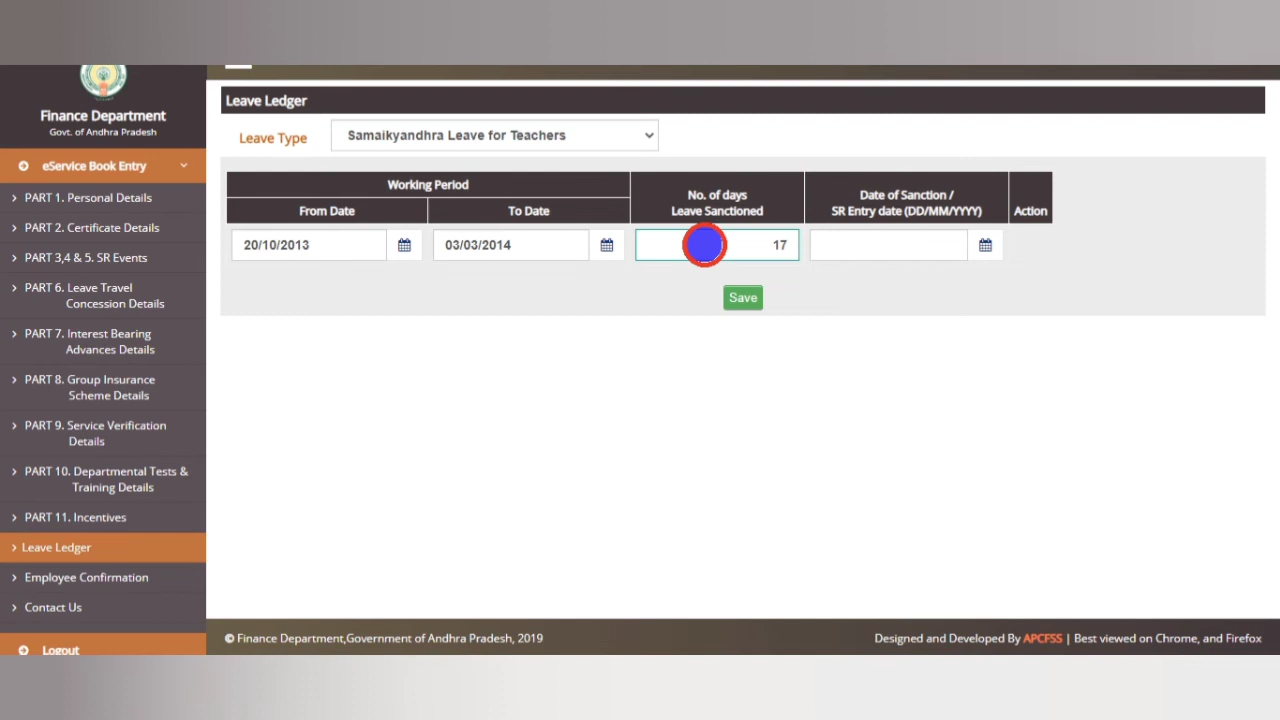 Finance Department
Govt. of Andhra Pradesh
eService Book Entry
PART 1. Personal Details
PART 2. Certificate Details
PART 3,4 & 5. SR Events
PART 6. Leave Travel
Concession Details
PART 7. Interest Bearing
Advances Details
PART 8. Group Insurance
Scheme Details
PART 9. Service Verification
Details
PART 10. Departmental Tests &
Training Details
PART 11. Incentives
Leave Ledger
Employee Confirmation
Contact Us
Logout
Leave Ledger
Leave Type
Samaikyandhra Leave for Teachers
Working Period
From Date
To Date
No. of days
Leave Sanctioned
Date of Sanction /
SR Entry date (DD/MM/YYYY)
Action
20/10/2013
03/03/2014
17
Save
© Finance Department,Government of Andhra Pradesh, 2019
Designed and Developed By APCFSS | Best viewed on Chrome, and Firefox